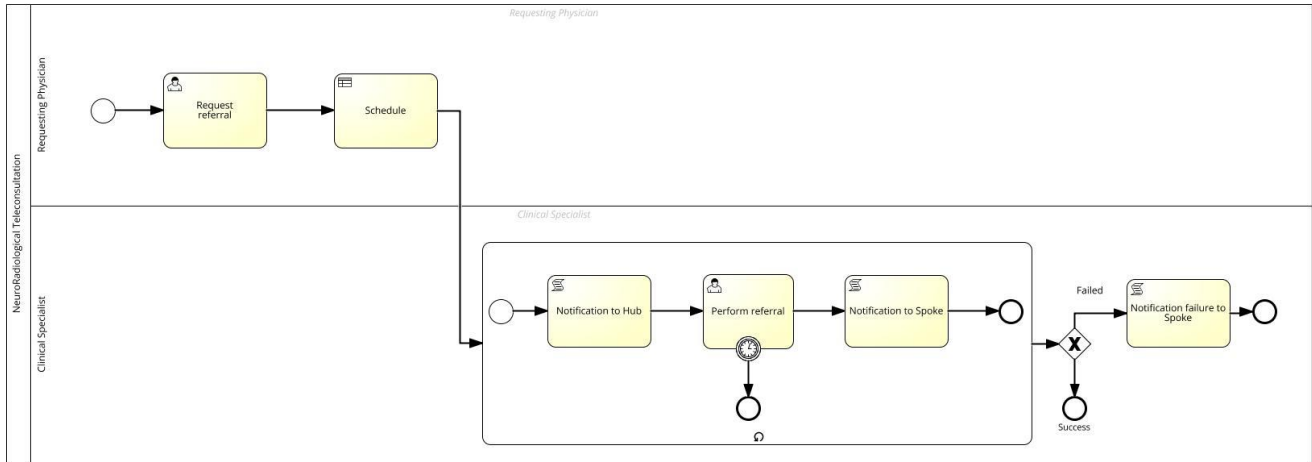 NeuroRadiological Teleconsultation
Requesting Physician
Requesting Physician
Request
referral
Schedule
Clinical Specialist
Clinical Specialist
Notification to Hub
Perform referral
Notification to Spoke
Failed
Notification failure to
Spoke
Success